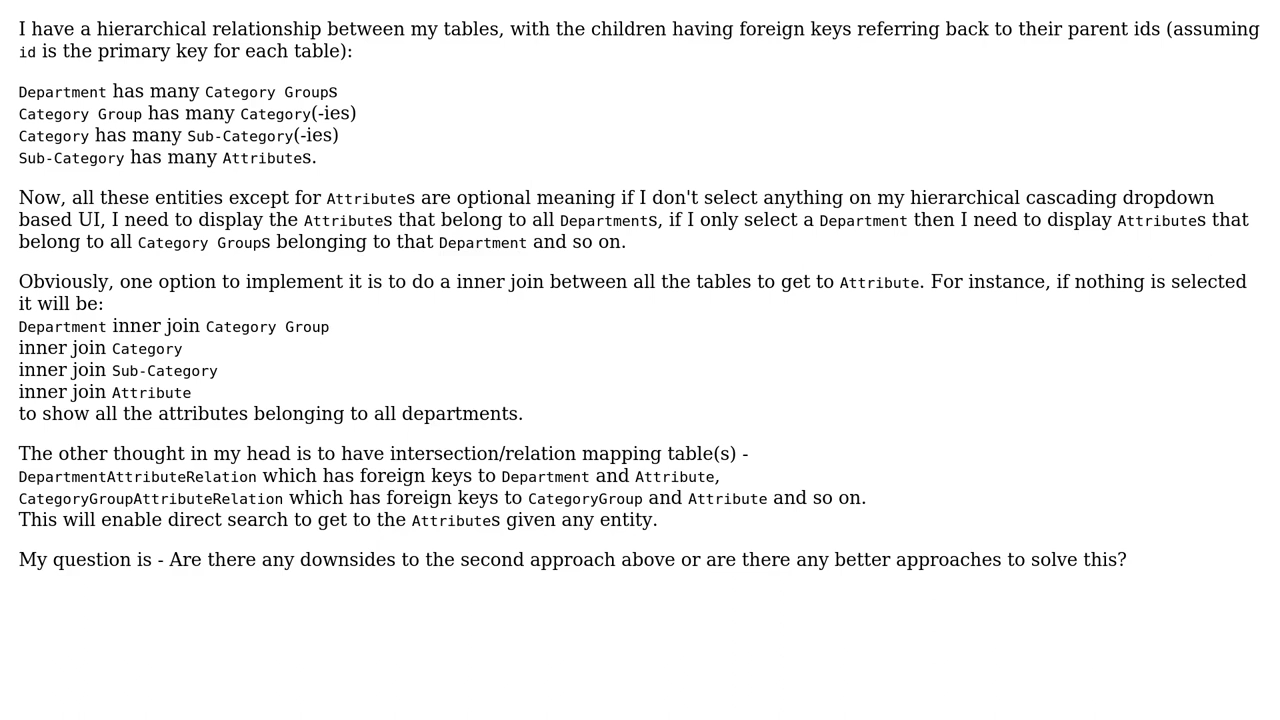 I have a hierarchical relationship between my tables, with the children having foreign keys referring back to their parent ids (assuming
id is the primary key for each table):
Department has many Category Groups
Category Group has many Category(-ies)
Category has many Sub-Category(-ies)
Sub-Category has many Attributes.
Now, all these entities except for Attributes are optional meaning if I don't select anything on my hierarchical cascading dropdown
based UI, I need to display the Attributes that belong to all Departments, if I only select a Department then I need to display Attributes that
belong to all Category Groups belonging to that Department and so on.
Obviously, one option to implement it is to do a inner join between all the tables to get to Attribute. For instance, if nothing is selected
it will be:
Department inner join Category Group
inner join Category
inner join Sub-Category
inner join Attribute
to show all the attributes belonging to all departments.
The other thought in my head is to have intersection/relation mapping table(s) -
DepartmentAttributeRelation which has foreign keys to Department and Attribute,
CategoryGroupAttributeRelation which has foreign keys to CategoryGroup and Attribute and so on.
This will enable direct search to get to the Attributes given any entity.
My question is - Are there any downsides to the second approach above or are there any better approaches to solve this?